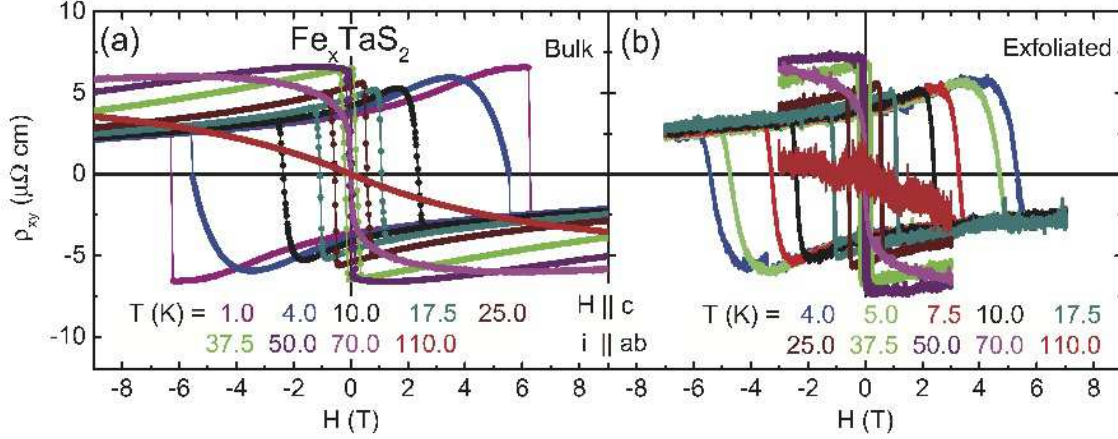 (a) Fe_xTaS_2 Bulk
(b) Exfoliated
ρ_xy (μΩ cm)
10
5
0
-5
-10
T (K) = 1.0 4.0 10.0 17.5 25.0
37.5 50.0 70.0 110.0
H || c
i || ab
T (K) = 4.0 5.0 7.5 10.0 17.5
25.0 37.5 50.0 70.0 110.0
-8 -6 -4 -2 0 2 4 6 8
-8 -6 -4 -2 0 2 4 6 8
H (T)
H (T)